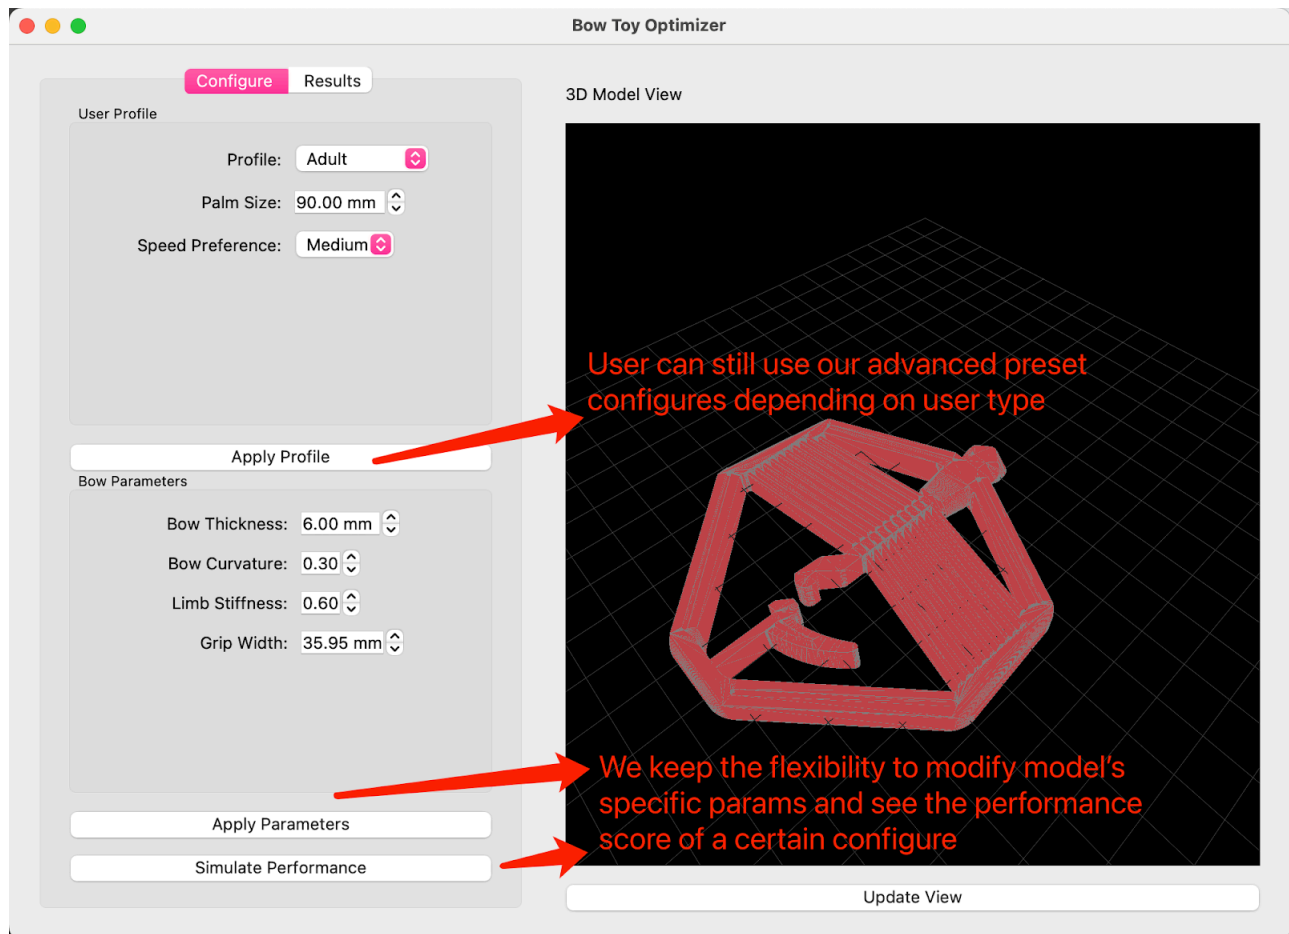 Bow Toy Optimizer
Configure Results
User Profile
Profile: Adult
Palm Size: 90.00 mm
Speed Preference: Medium
Apply Profile
Bow Parameters
Bow Thickness: 6.00 mm
Bow Curvature: 0.30
Limb Stiffness: 0.60
Grip Width: 35.95 mm
Apply Parameters
Simulate Performance
3D Model View
User can still use our advanced preset
configures depending on user type
We keep the flexibility to modify model's
specific params and see the performance
score of a certain configure
Update View